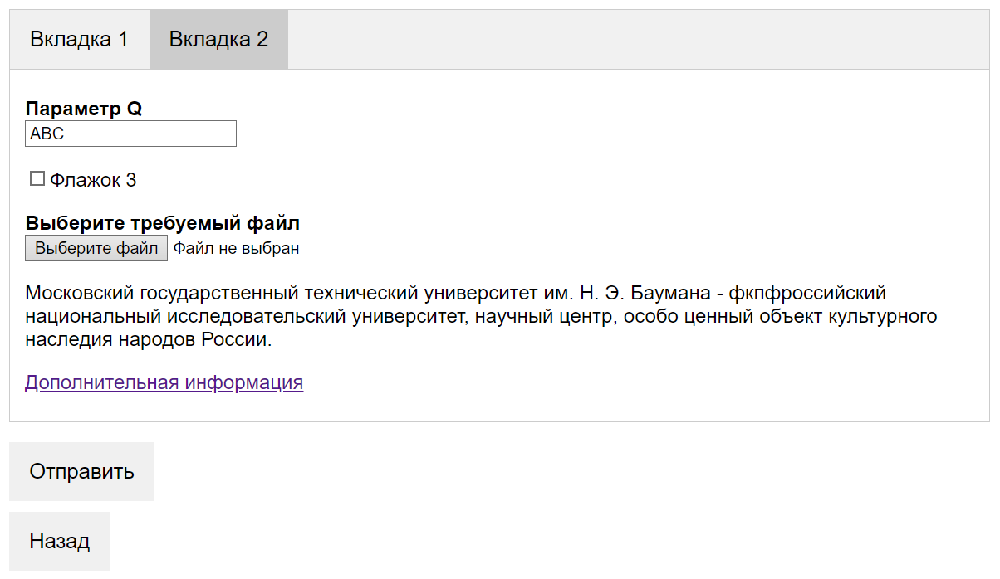 Вкладка 1 Вкладка 2
Параметр Q
ABC
Флажок 3
Выберите требуемый файл
Выберите файл Файл не выбран
Московский государственный технический университет им. Н. Э. Баумана - фкпфроссийский
национальный исследовательский университет, научный центр, особо ценный объект культурного
наследия народов России.
Дополнительная информация
Отправить
Назад